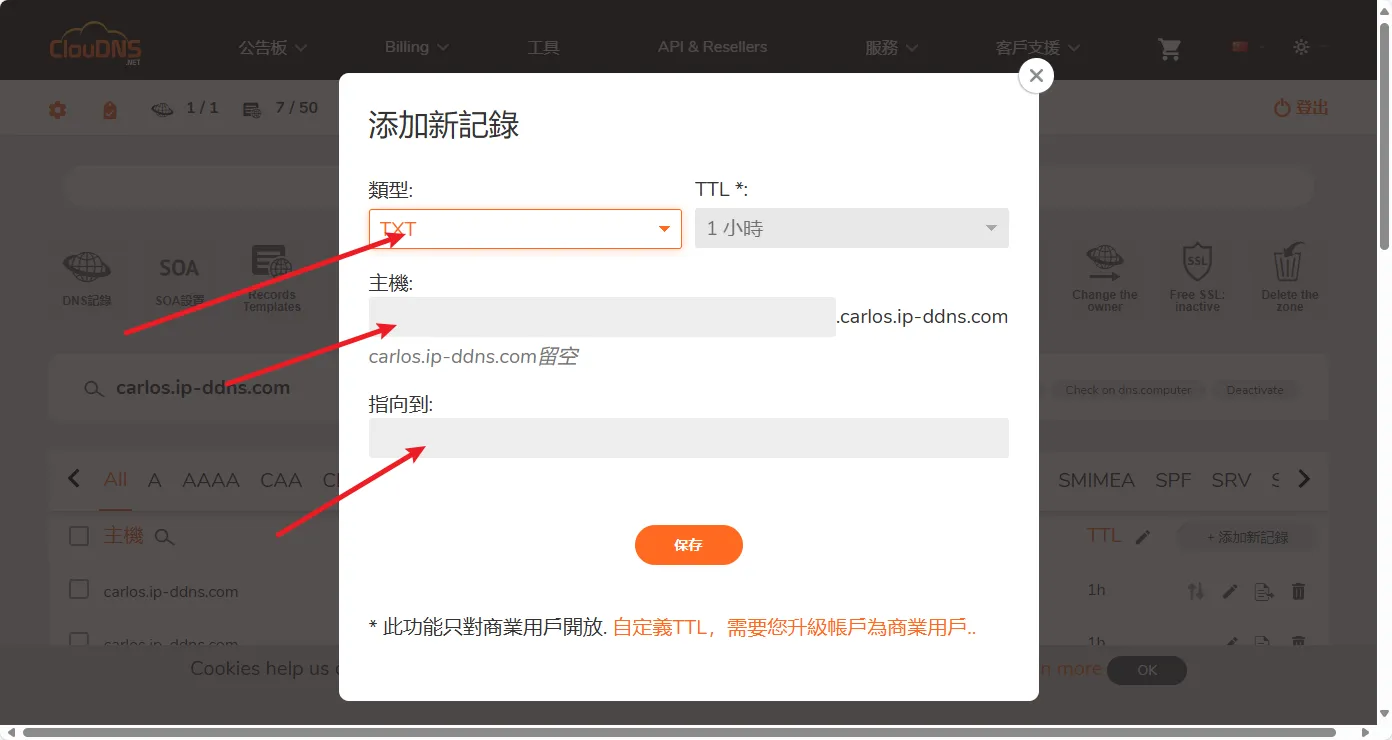 ClouDNS
.NET
公告板
Billing
工具
API & Resellers
服務
客戶支援
1 / 1
7 / 50
登出
添加新記錄
類型:
TTL *:
TXT
1 小時
DNS記錄
SOA
SOA設置
Records
Templates
Change the
owner
SSL
Free SSL:
inactive
Delete the
zone
主機:
.carlos.ip-ddns.com
carlos.ip-ddns.com留空
carlos.ip-ddns.com
Check on dns.computer
Deactivate
指向到:
All
A
AAAA
CAA
SMIMEA
SPF
SRV
主機
TTL
+ 添加新記錄
保存
carlos.ip-ddns.com
1h
* 此功能只對商業用戶開放. 自定義TTL，需要您升級帳戶為商業用戶..
carlos.ip-ddns.com
1h
Cookies help us
more
OK